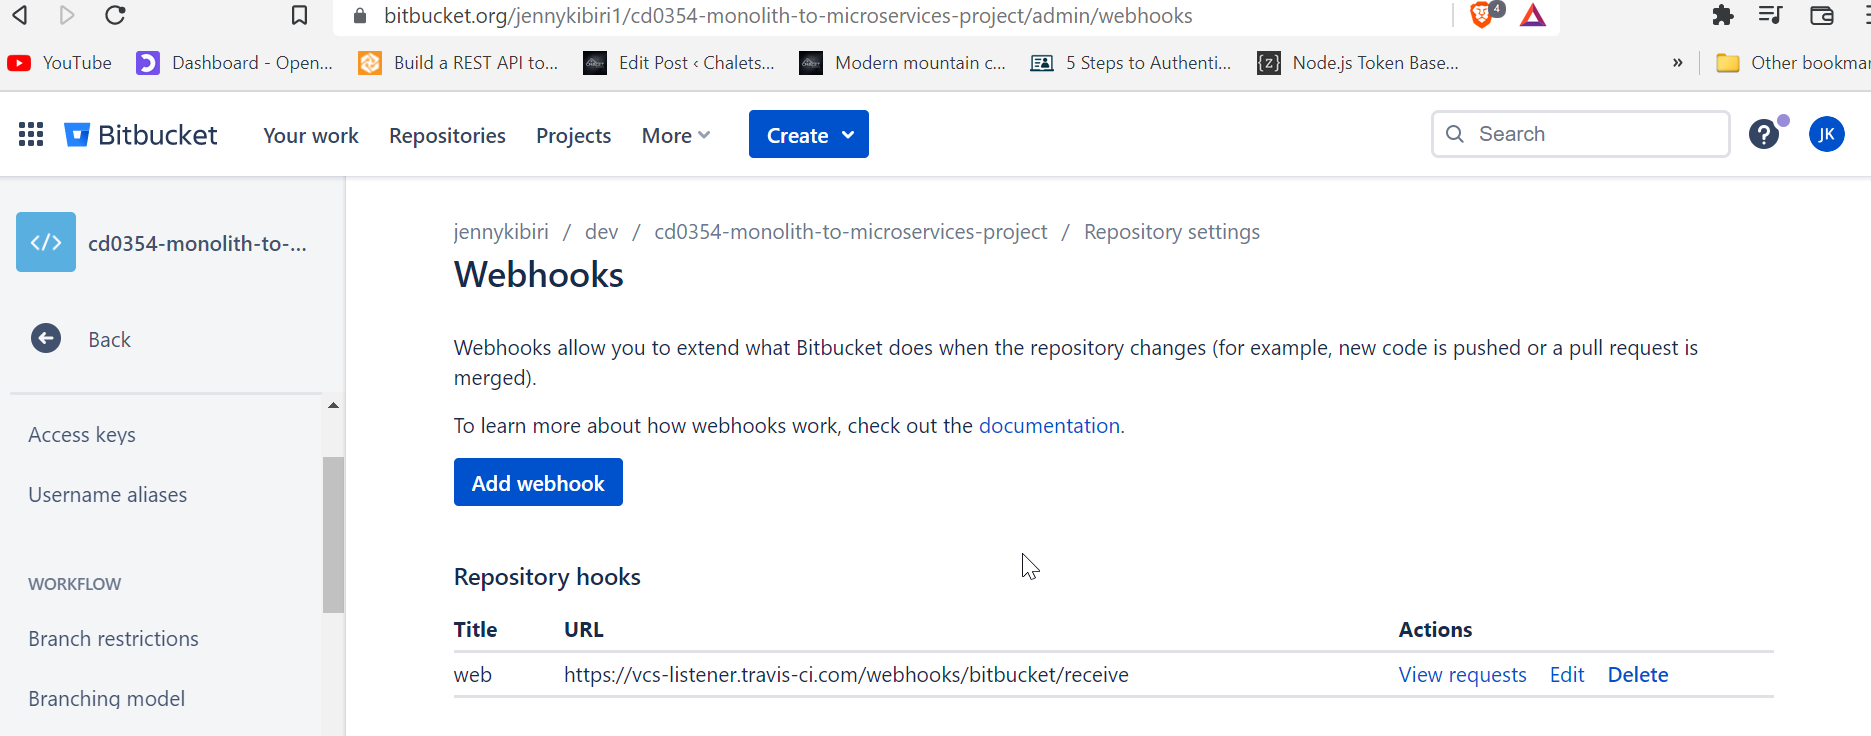 bitbucket.org/jennykibiri1/cd0354-monolith-to-microservices-project/admin/webhooks
4
YouTube Dashboard - Open... Build a REST API to... Edit Post ‹ Chalets... Modern mountain c... 5 Steps to Authenti... {z} Node.js Token Base... » Other bookmar
Bitbucket Your work Repositories Projects More Create Search ? JK
</> cd0354-monolith-to-...
Back
Access keys
Username aliases
WORKFLOW
Branch restrictions
Branching model
jennykibiri / dev / cd0354-monolith-to-microservices-project / Repository settings
Webhooks
Webhooks allow you to extend what Bitbucket does when the repository changes (for example, new code is pushed or a pull request is
merged).
To learn more about how webhooks work, check out the documentation.
Add webhook
Repository hooks
Title URL Actions
web https://vcs-listener.travis-ci.com/webhooks/bitbucket/receive View requests Edit Delete